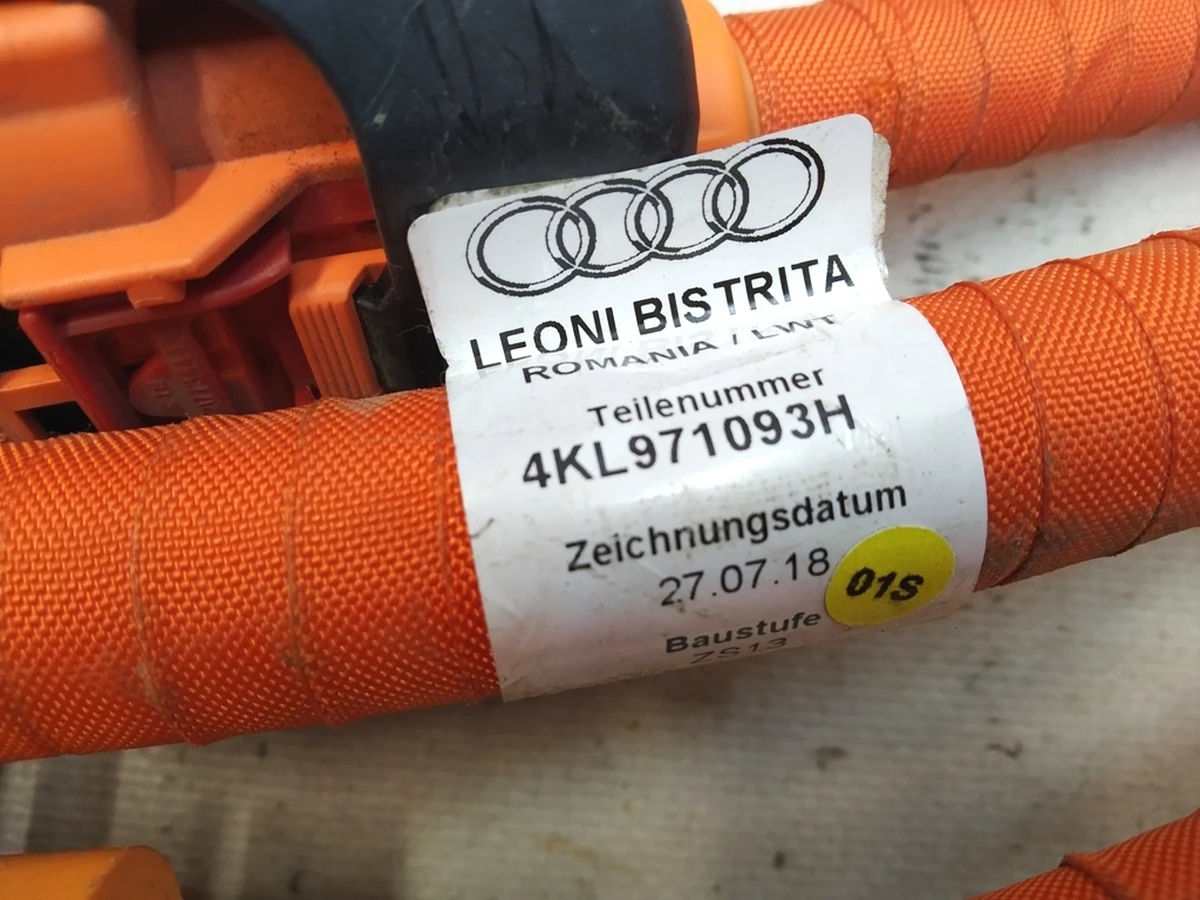 LEONI BISTRITA
ROMANIA / LWT
Teilenummer
4KL971093H
Zeichnungsdatum
27.07.18
01S
Baustufe
ZS13